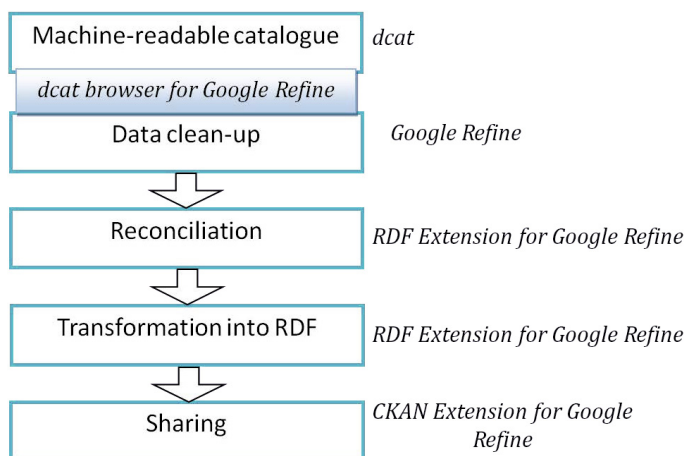 Machine-readable catalogue
dcat
dcat browser for Google Refine
Data clean-up
Google Refine
Reconciliation
RDF Extension for Google Refine
Transformation into RDF
RDF Extension for Google Refine
Sharing
CKAN Extension for Google
Refine